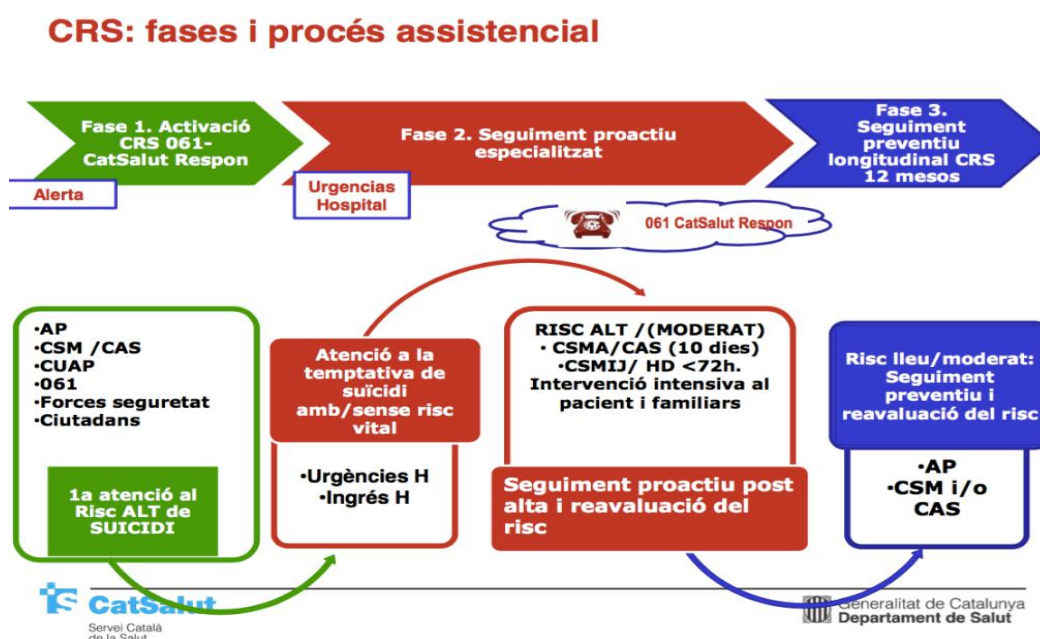 CRS: fases i procés assistencial
Fase 1. Activació
CRS 061-
CatSalut Respon
Alerta
Fase 2. Seguiment proactiu
especialitzat
Urgencias
Hospital
061 CatSalut Respon
Fase 3.
Seguiment
preventiu
longitudinal CRS
12 mesos
•AP
•CSM /CAS
•CUAP
•061
•Forces seguretat
•Ciutadans
1a atenció al
Risc ALT de
SUICIDI
Atenció a la
temptativa de
suïcidi
amb/sense risc
vital
•Urgències H
•Ingrés H
RISC ALT /(MODERAT)
• CSMA/CAS (10 dies)
•CSMIJ/ HD <72h.
Intervenció intensiva al
pacient i familiars
Seguiment proactiu post
alta i reavaluació del
risc
Risc lleu/moderat:
Seguiment
preventiu i
reavaluació del risc
•AP
•CSM i/o
CAS
CatSalut
Servei Català
de la Salut
Generalitat de Catalunya
Departament de Salut